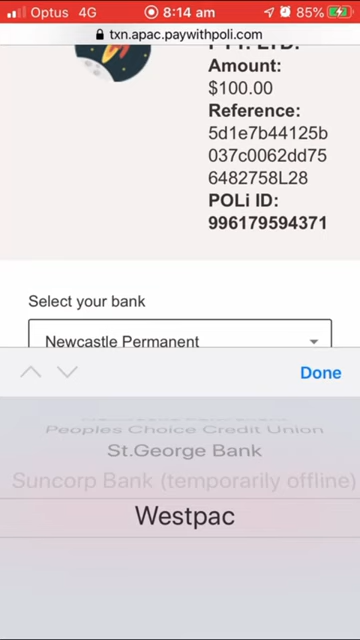 Optus 4G 8:14 am 85%
txn.apac.paywithpoli.com
PTY. LTD.
Amount:
$100.00
Reference:
5d1e7b44125b
037c0062dd75
6482758L28
POLi ID:
996179594371
Select your bank
Newcastle Permanent
Done
Peoples Choice Credit Union
St.George Bank
Suncorp Bank (temporarily offline)
Westpac